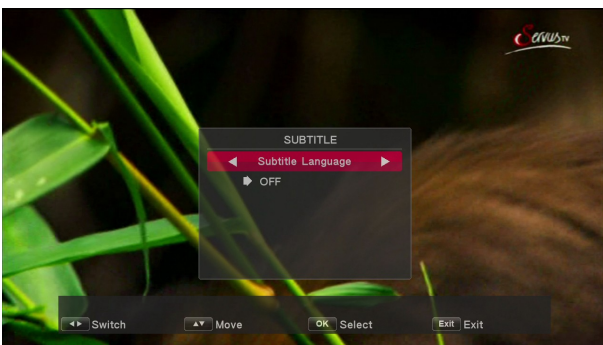 ServusTV
SUBTITLE
Subtitle Language
OFF
Switch
Move
OK Select
Exit Exit